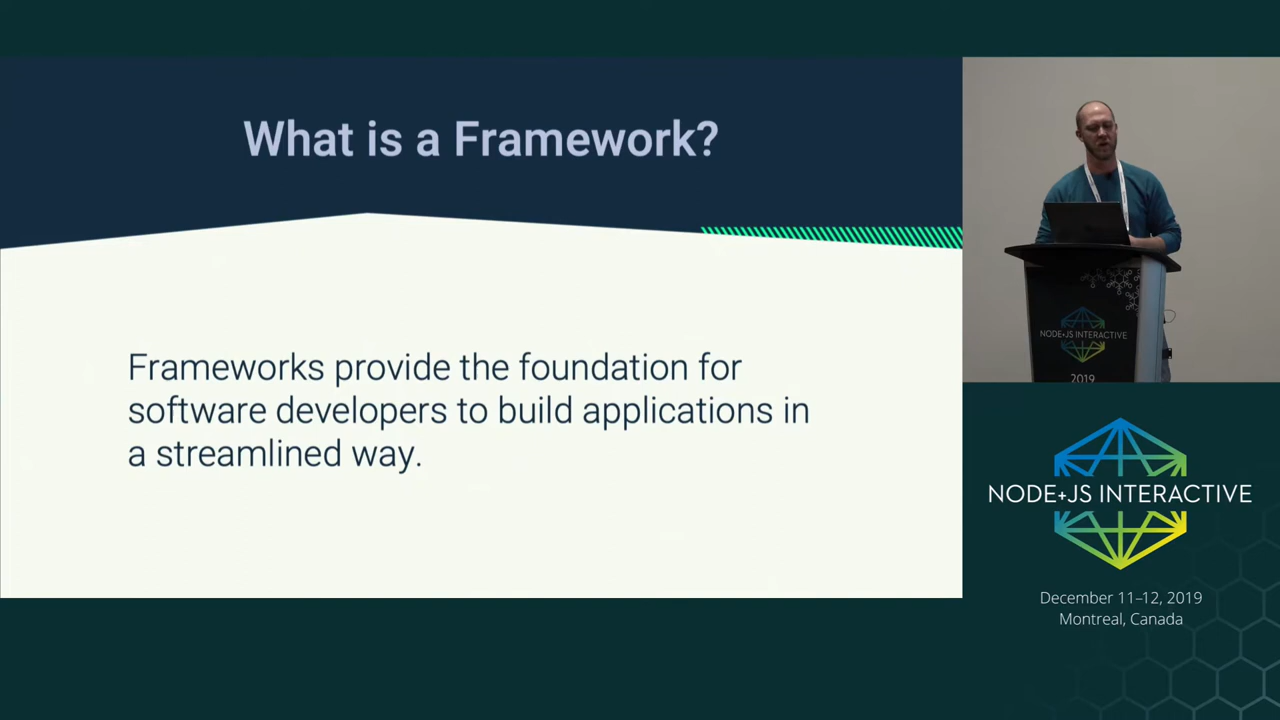 What is a Framework?
Frameworks provide the foundation for
software developers to build applications in
a streamlined way.
NODE+JS INTERACTIVE
2019
NODE+JS INTERACTIVE
December 11–12, 2019
Montreal, Canada